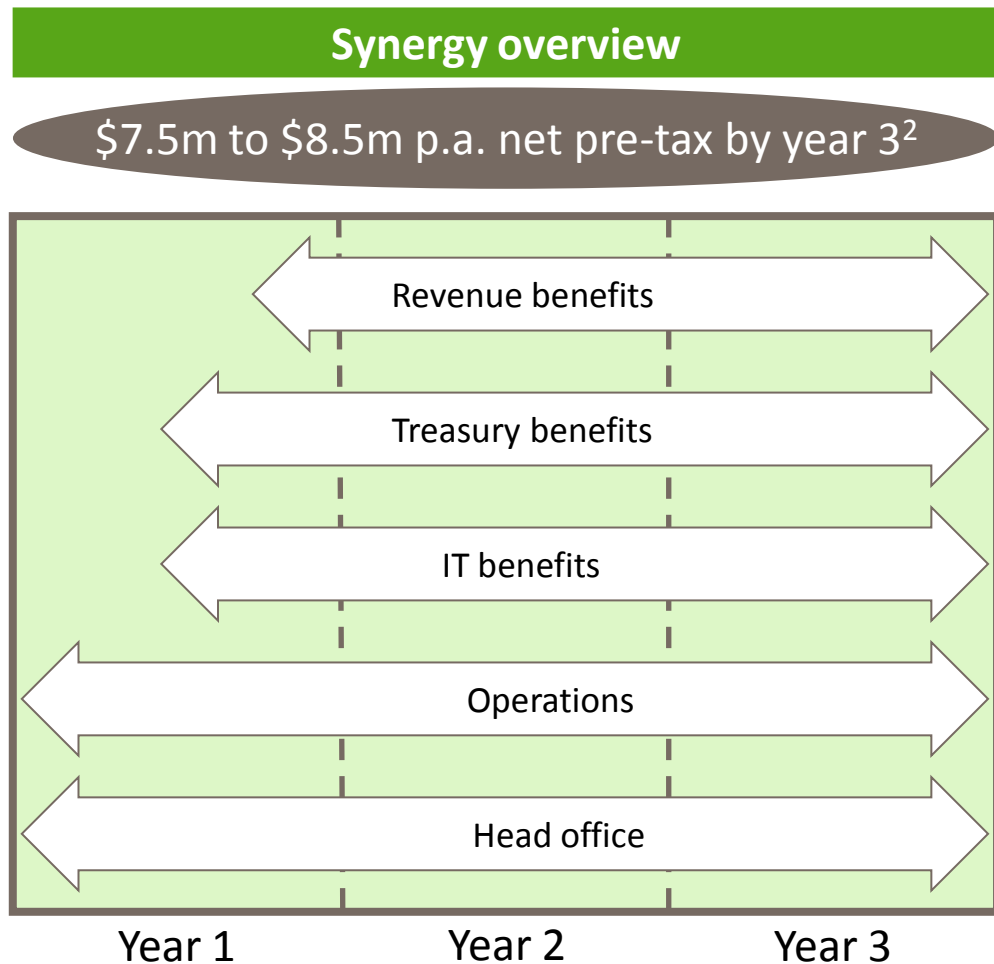 Synergy overview
$7.5m to $8.5m p.a. net pre-tax by year 3²
Revenue benefits
Treasury benefits
IT benefits
Operations
Head office
Year 1 Year 2 Year 3